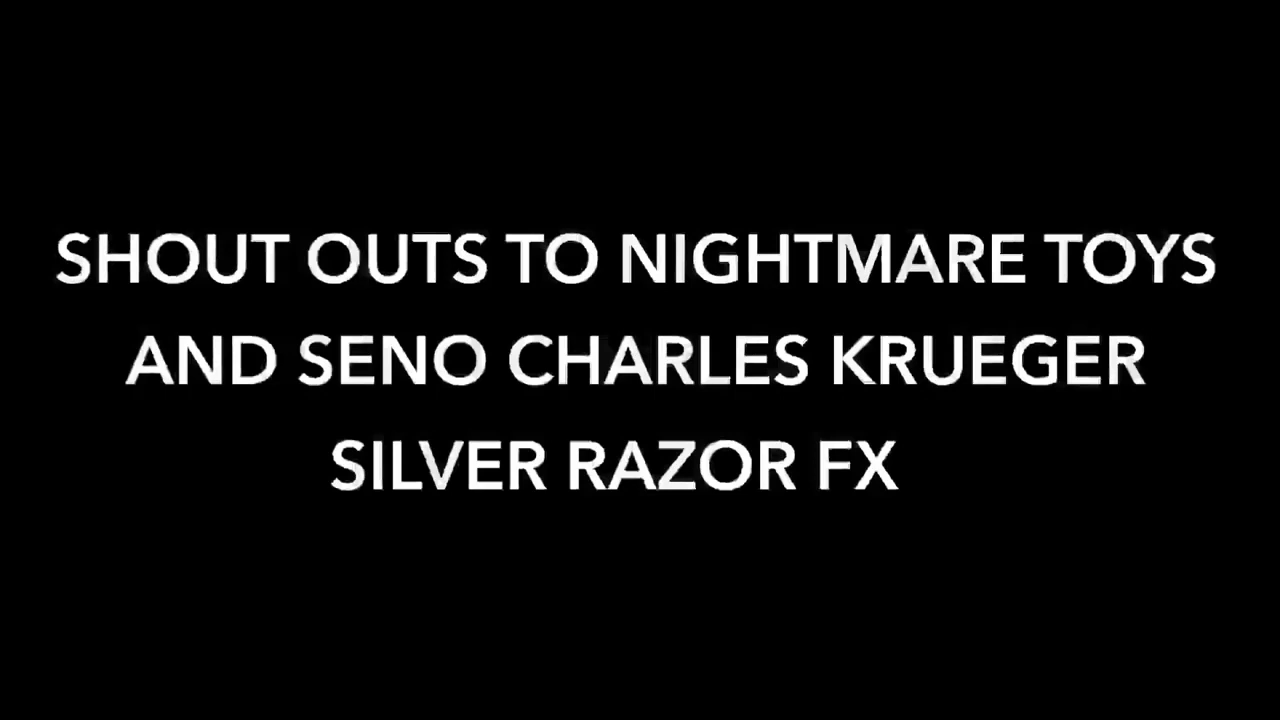 SHOUT OUTS TO NIGHTMARE TOYS
AND SENO CHARLES KRUEGER
SILVER RAZOR FX